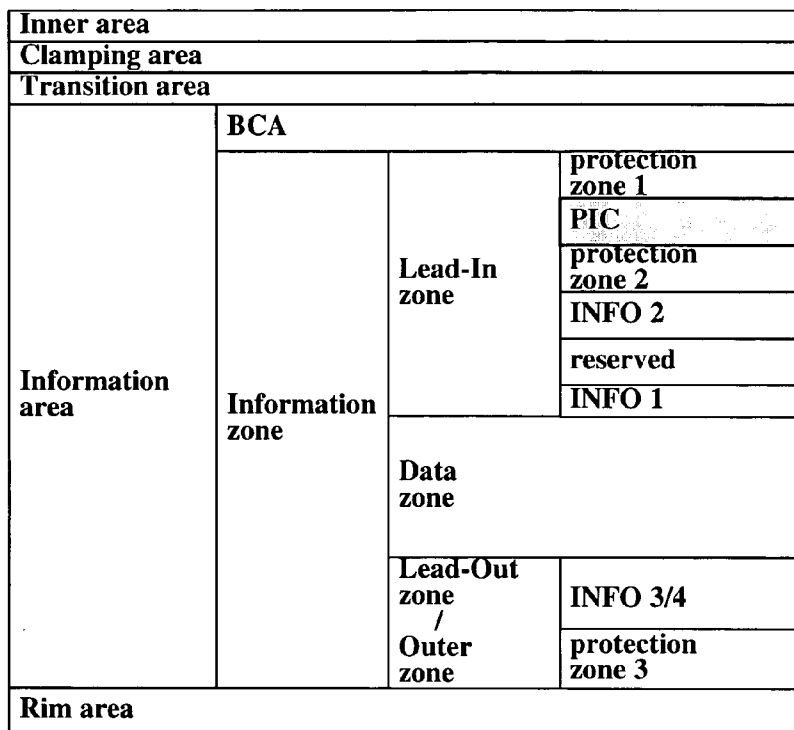 Inner area
Clamping area
Transition area
BCA
protection
zone 1
PIC
Lead-In
zone
protection
zone 2
INFO 2
reserved
INFO 1
Information
area
Information
zone
Data
zone
Lead-Out
zone
/
Outer
zone
INFO 3/4
protection
zone 3
Rim area